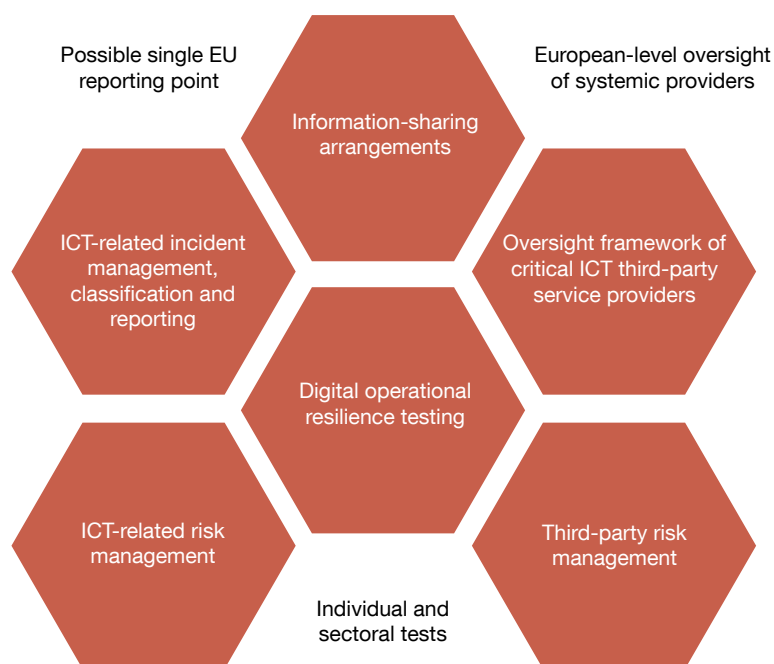 Possible single EU
reporting point
European-level oversight
of systemic providers
Information-sharing
arrangements
ICT-related incident
management,
classification and
reporting
Oversight framework of
critical ICT third-party
service providers
Digital operational
resilience testing
ICT-related risk
management
Third-party risk
management
Individual and
sectoral tests